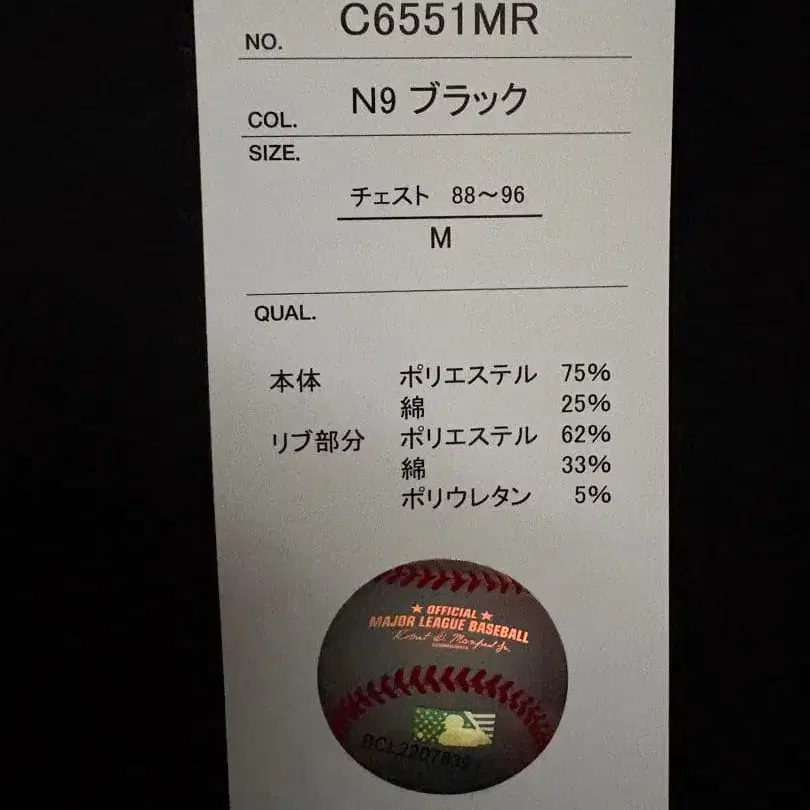 NO. C6551MR
COL. N9 ブラック
SIZE.
チェスト 88～96
M
QUAL.
本体 ポリエステル 75%
綿 25%
リブ部分 ポリエステル 62%
綿 33%
ポリウレタン 5%
★ OFFICIAL ★
MAJOR LEAGUE BASEBALL